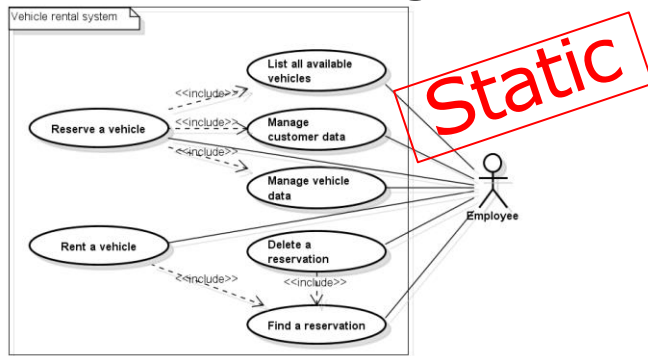 Vehicle rental system
List all available
vehicles
<<include>>
Static
Reserve a vehicle
<<include>>
Manage
customer data
<<include>>
Manage vehicle
data
Employee
Rent a vehicle
Delete a
reservation
<<include>>
<<include>>
Find a reservation